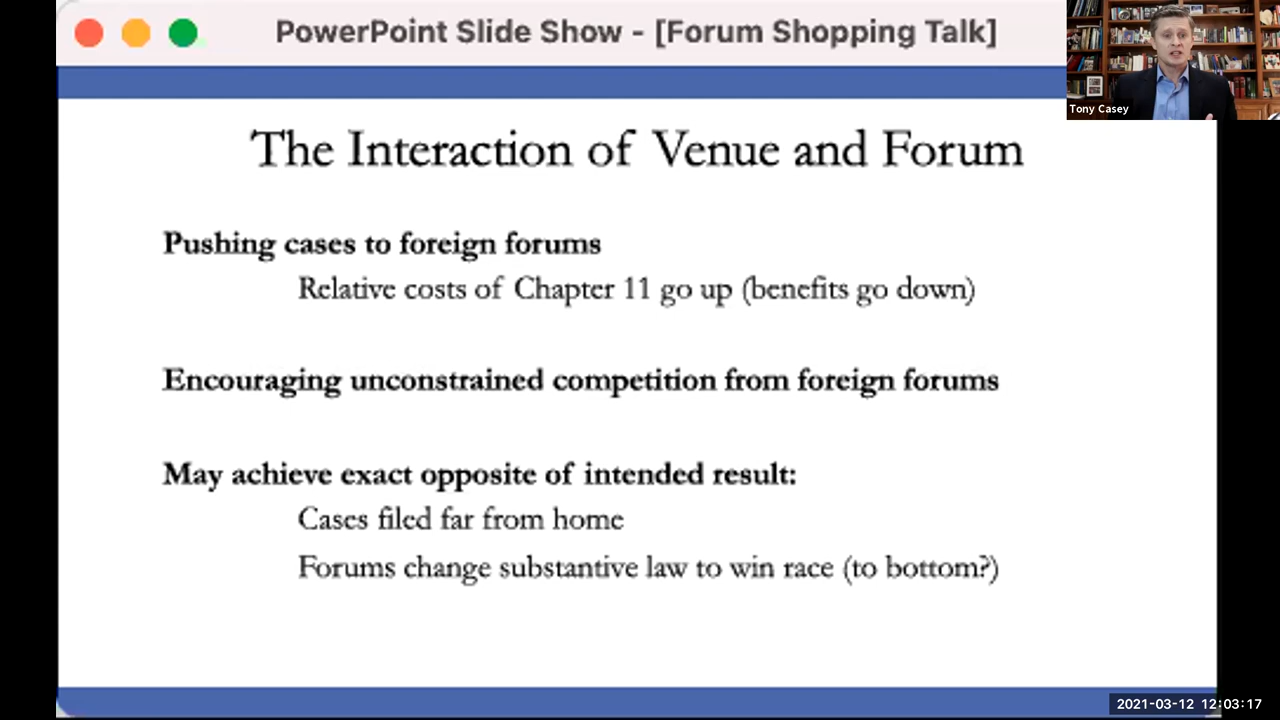 PowerPoint Slide Show - [Forum Shopping Talk]
Tony Casey
The Interaction of Venue and Forum
Pushing cases to foreign forums
Relative costs of Chapter 11 go up (benefits go down)
Encouraging unconstrained competition from foreign forums
May achieve exact opposite of intended result:
Cases filed far from home
Forums change substantive law to win race (to bottom?)
2021-03-12 12:03:17